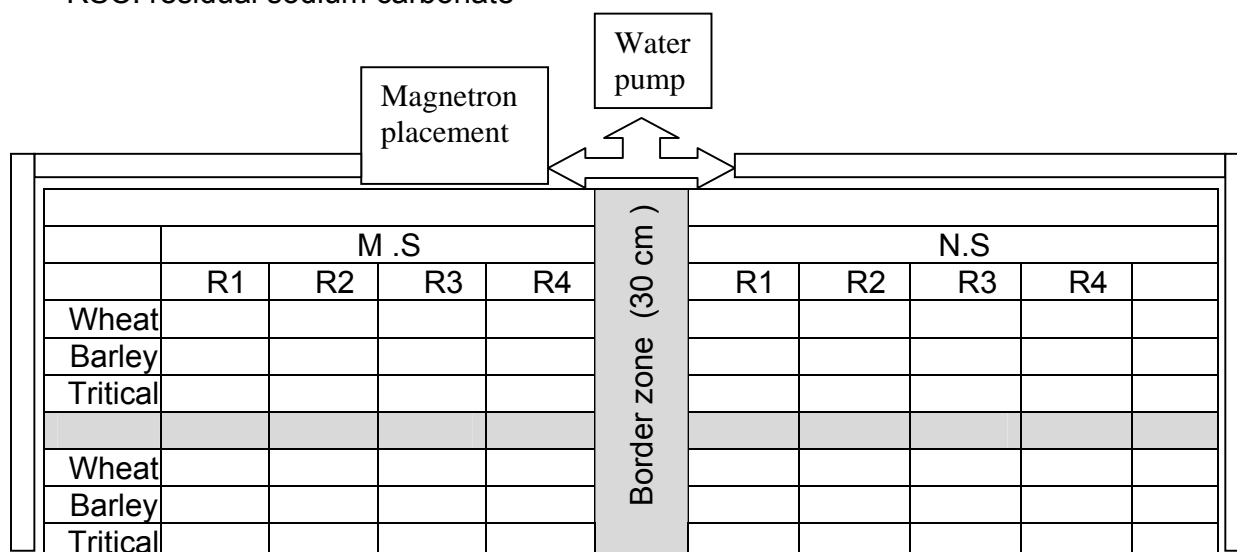 RSC: residual sodium carbonate
Water
pump
Magnetron
placement
Border zone (30 cm )
M .S
N.S
R1 R2 R3 R4 R1 R2 R3 R4
Wheat
Barley
Tritical
Wheat
Barley
Tritical